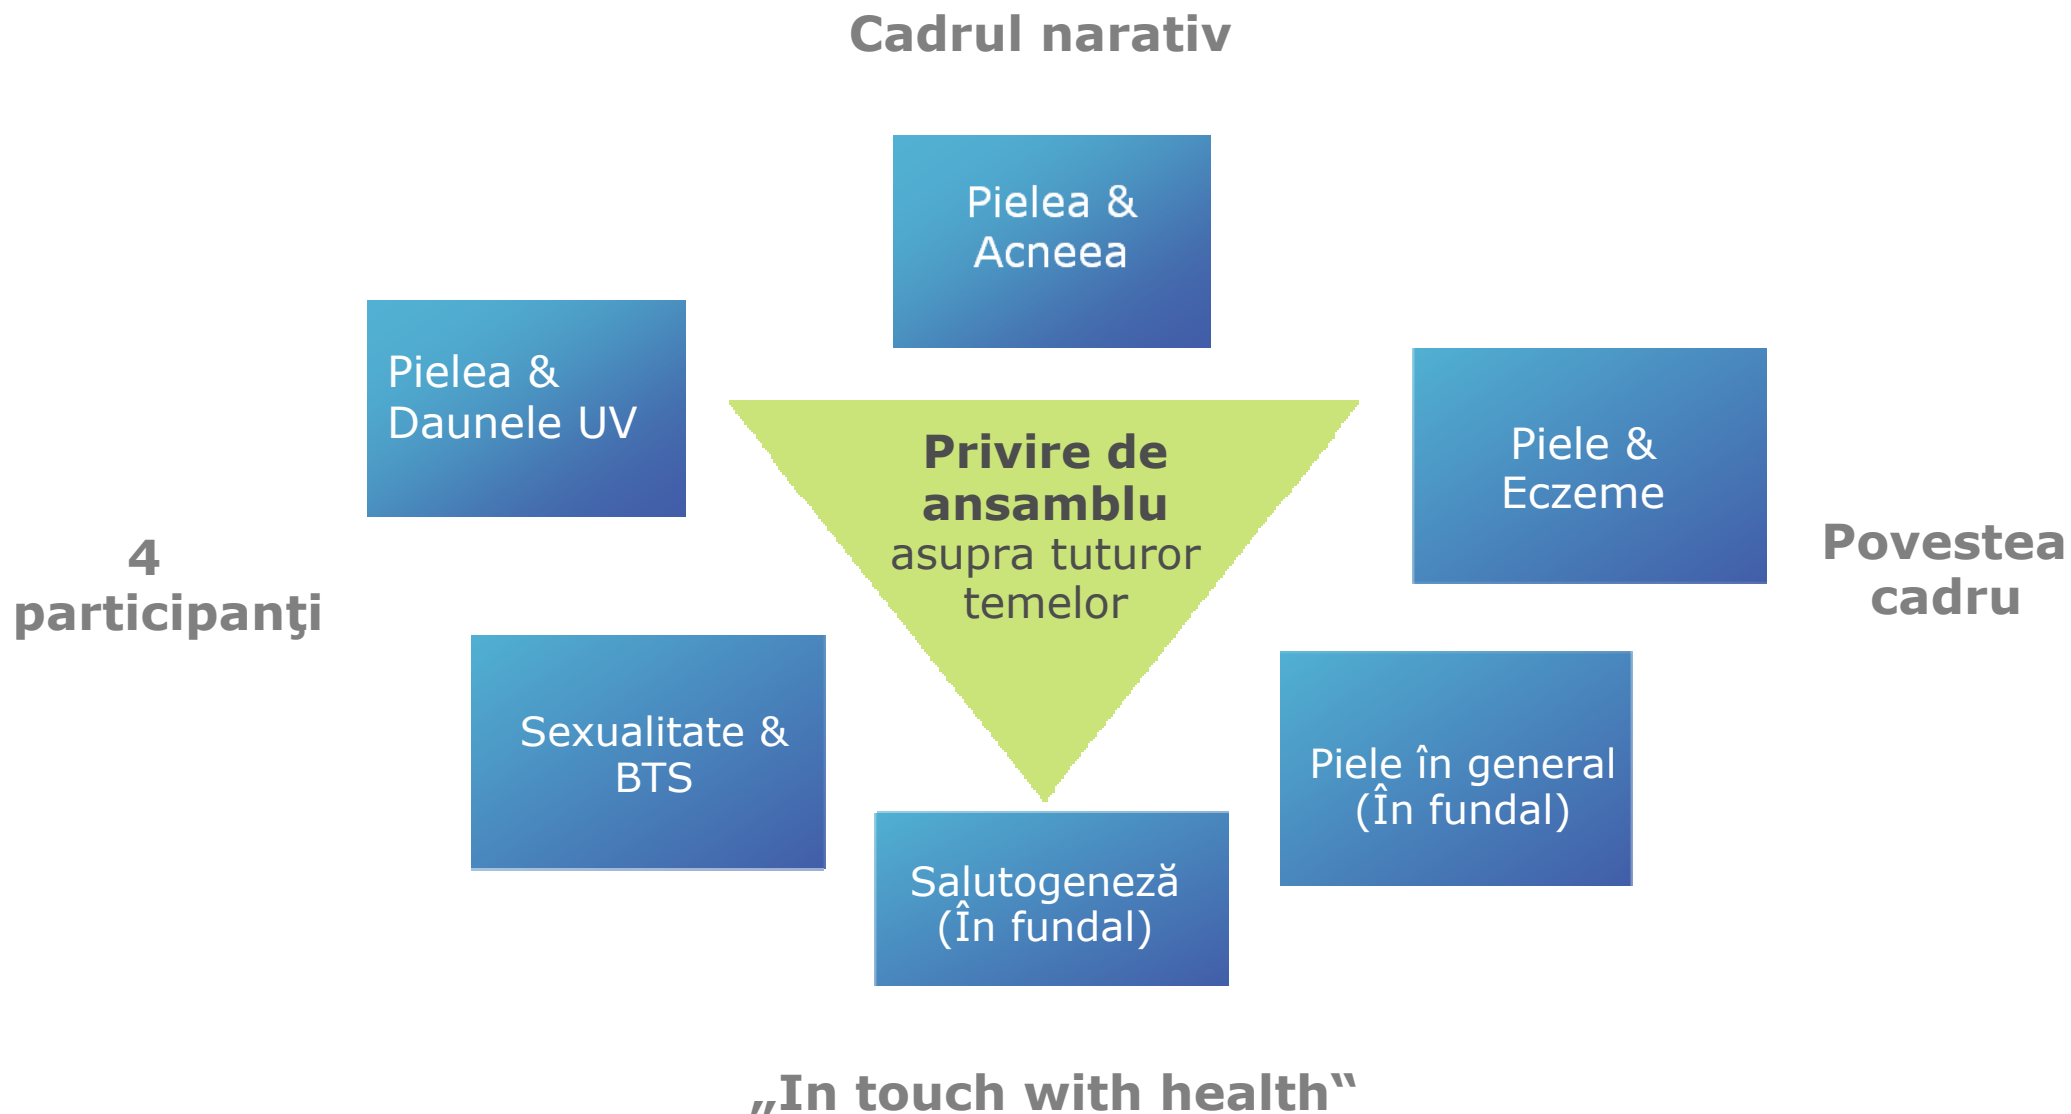 Cadrul narativ
Pielea &
Acneea
Pielea &
Daunele UV
Piele &
Eczeme
Privire de
ansamblu
asupra tuturor
temelor
4
participanţi
Povestea
cadru
Sexualitate &
BTS
Piele în general
(În fundal)
Salutogeneză
(În fundal)
„In touch with health“